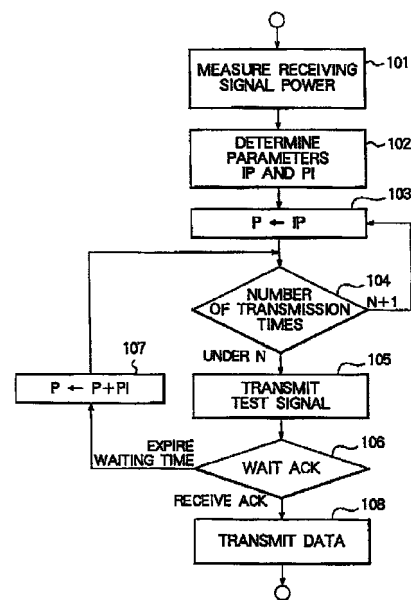 101
MEASURE RECEIVING
SIGNAL POWER
102
DETERMINE
PARAMETERS
IP AND PI
103
P ← IP
104
NUMBER
OF TRANSMISSION
TIMES
N+1
UNDER N
107
P ← P+PI
105
TRANSMIT
TEST SIGNAL
EXPIRE
WAITING TIME
106
WAIT ACK
RECEIVE ACK
108
TRANSMIT DATA